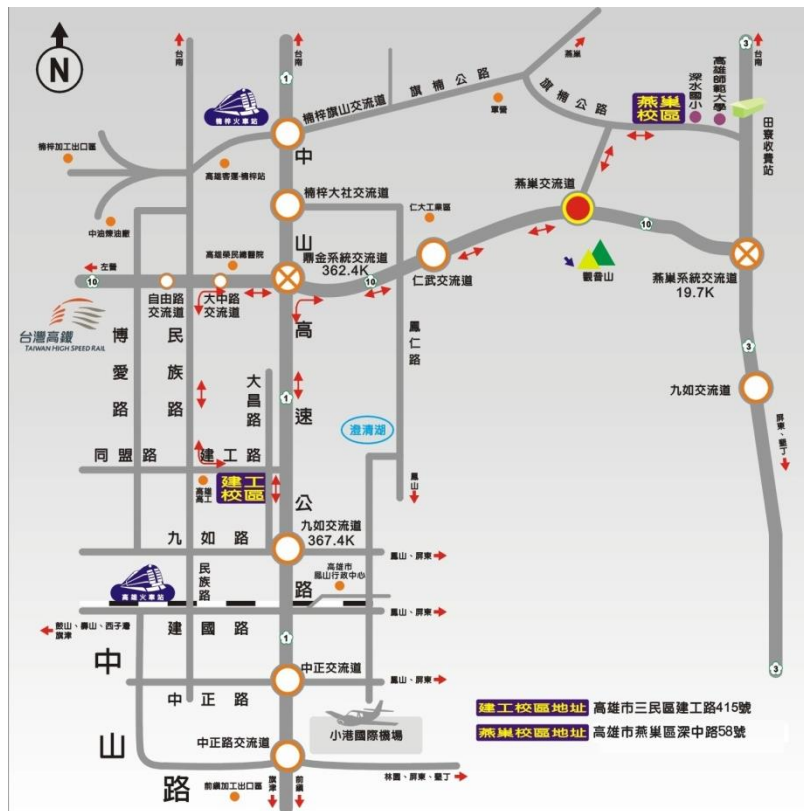 台南
台南
台南
N
1
3
燕巢
楠梓火車站
楠梓旗山交流道
旗楠公路
軍營
旗楠公路
燕巢校區
深水國小
高雄師範大學
田寮收費站
楠梓加工出口區
高雄客運-楠梓站
中油煉油廠
楠梓大社交流道
仁大工業區
燕巢交流道
10
中山高速公路
高雄榮民總醫院
鼎金系統交流道
362.4K
仁武交流道
觀音山
燕巢系統交流道
19.7K
左營
10
自由路交流道
大中路交流道
10
台灣高鐵
TAIWAN HIGH SPEED RAIL
博愛路
民族路
大昌路
1
鳳仁路
3
九如交流道
澄清湖
屏東、墾丁
同盟路
建工路
高雄高工
建工校區
鳳山
九如路
九如交流道
367.4K
鳳山、屏東
高雄火車站
民族路
高雄市
鳳山行政中心
鼓山、壽山、西子灣
旗津
建國路
1
鳳山、屏東
3
中山路
中正交流道
鳳山、屏東
中正路
小港國際機場
中正路交流道
前鎮加工出口區
旗津
前鎮
林園、屏東、墾丁
建工校區地址 高雄市三民區建工路415號
燕巢校區地址 高雄市燕巢區深中路58號